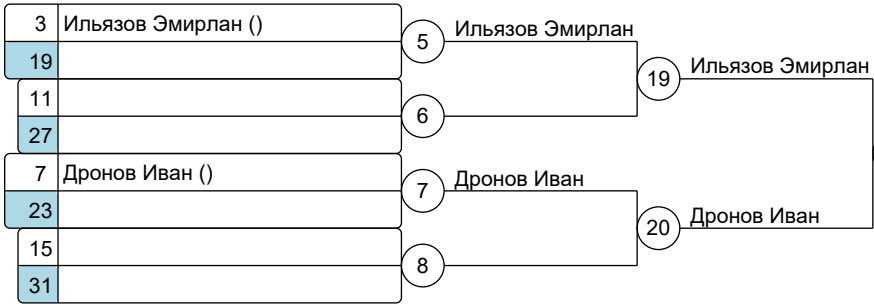 3 Ильязов Эмирлан ()
19
5 Ильязов Эмирлан
11
27
6
19 Ильязов Эмирлан
7 Дронов Иван ()
23
7 Дронов Иван
15
31
8
20 Дронов Иван